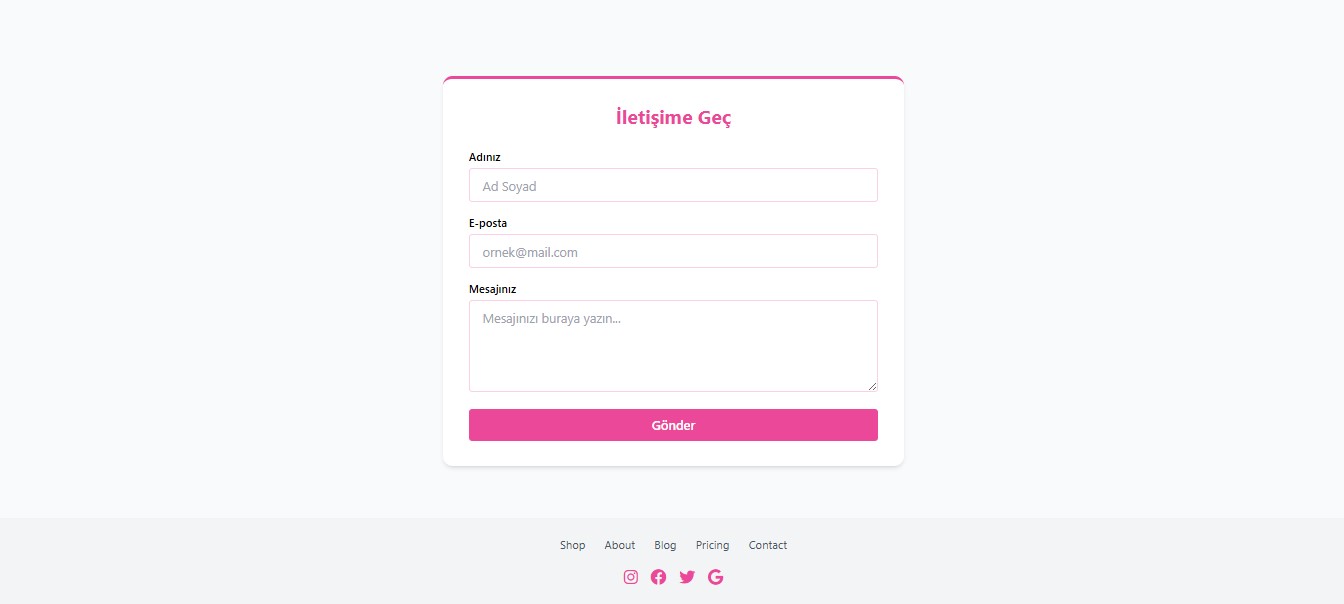 İletişime Geç
Adınız
Ad Soyad
E-posta
ornek@mail.com
Mesajınız
Mesajınızı buraya yazın...
Gönder
Shop About Blog Pricing Contact